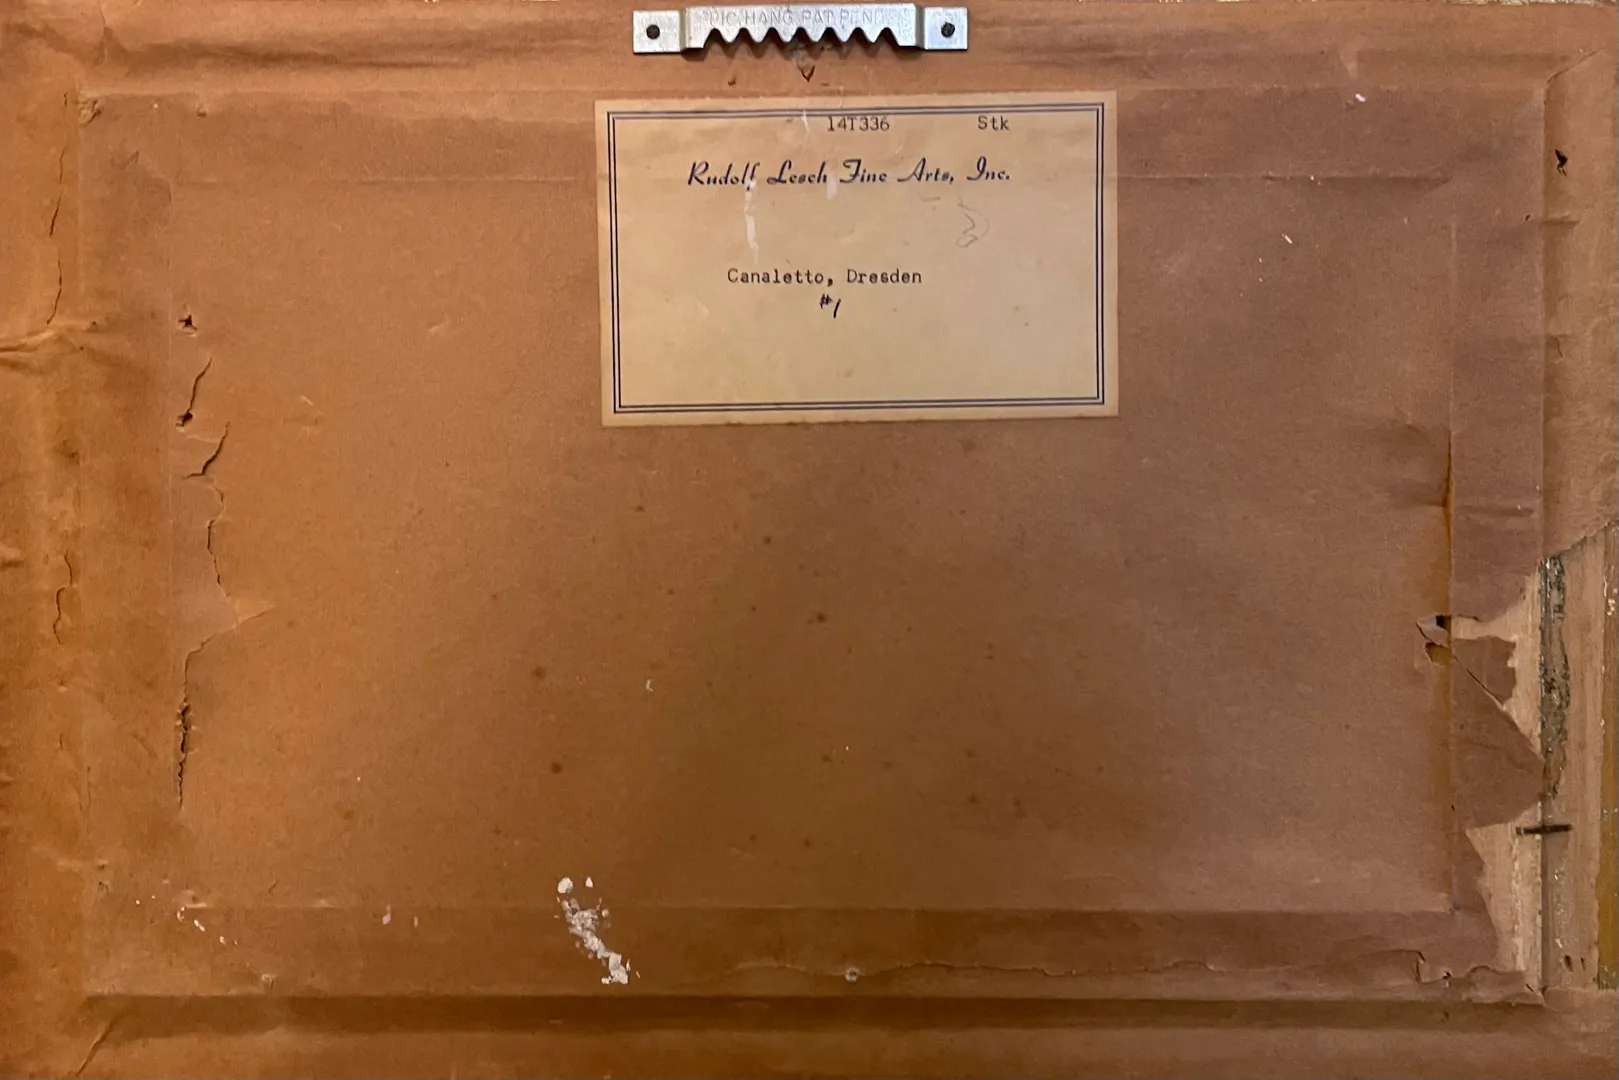 PIC HANG PAT PEND
14T336 Stk
Rudolf Lesch Fine Arts, Inc.
Canaletto, Dresden
#1